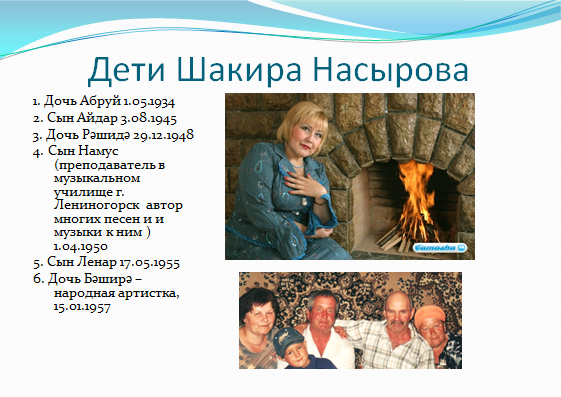 Дети Шакира Насырова
1. Дочь Абруй 1.05.1934
2. Сын Айдар 3.08.1945
3. Дочь Рәшидә 29.12.1948
4. Сын Намус
(преподаватель в
музыкальном
училище г.
Лениногорск автор
многих песен и и
музыки к ним )
1.04.1950
5. Сын Ленар 17.05.1955
6. Дочь Бәширә –
народная артистка,
15.01.1957
Gamasha